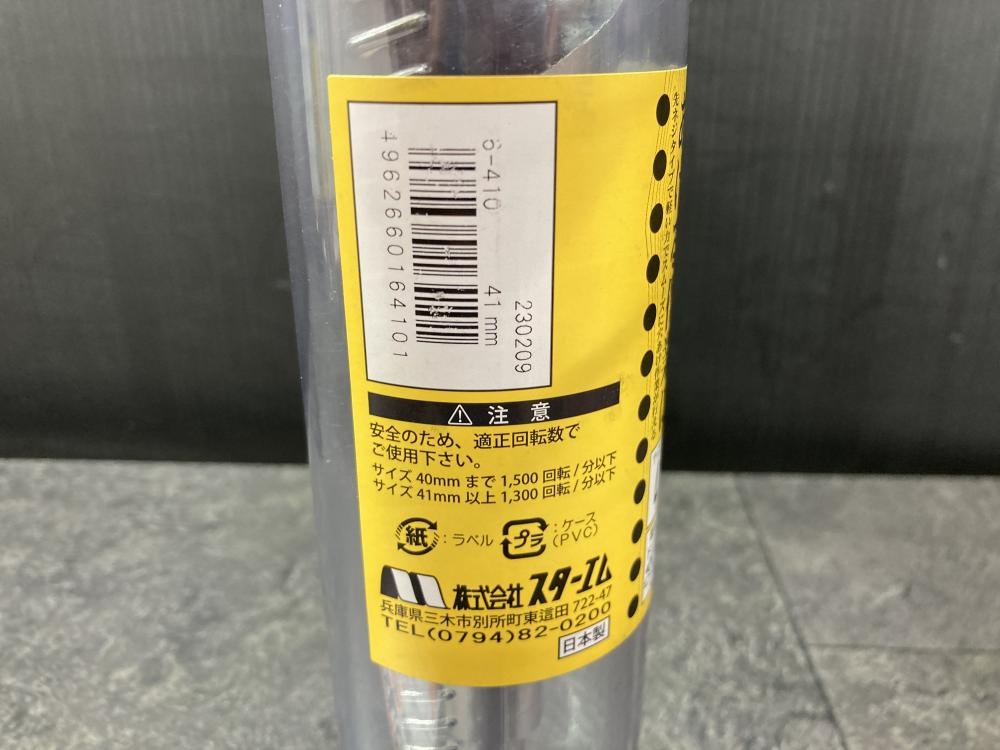 6-410 41mm
4962660164101
230209
⚠ 注意
安全のため、適正回転数で
ご使用下さい。
サイズ 40mm まで 1,500 回転/分以下
サイズ 41mm 以上 1,300 回転/分以下
紙 :ラベル
プラ :ケース
(PVC)
株式会社 スターエム
兵庫県三木市別所町東這田 722-47
TEL(0794)82-0200
日本製